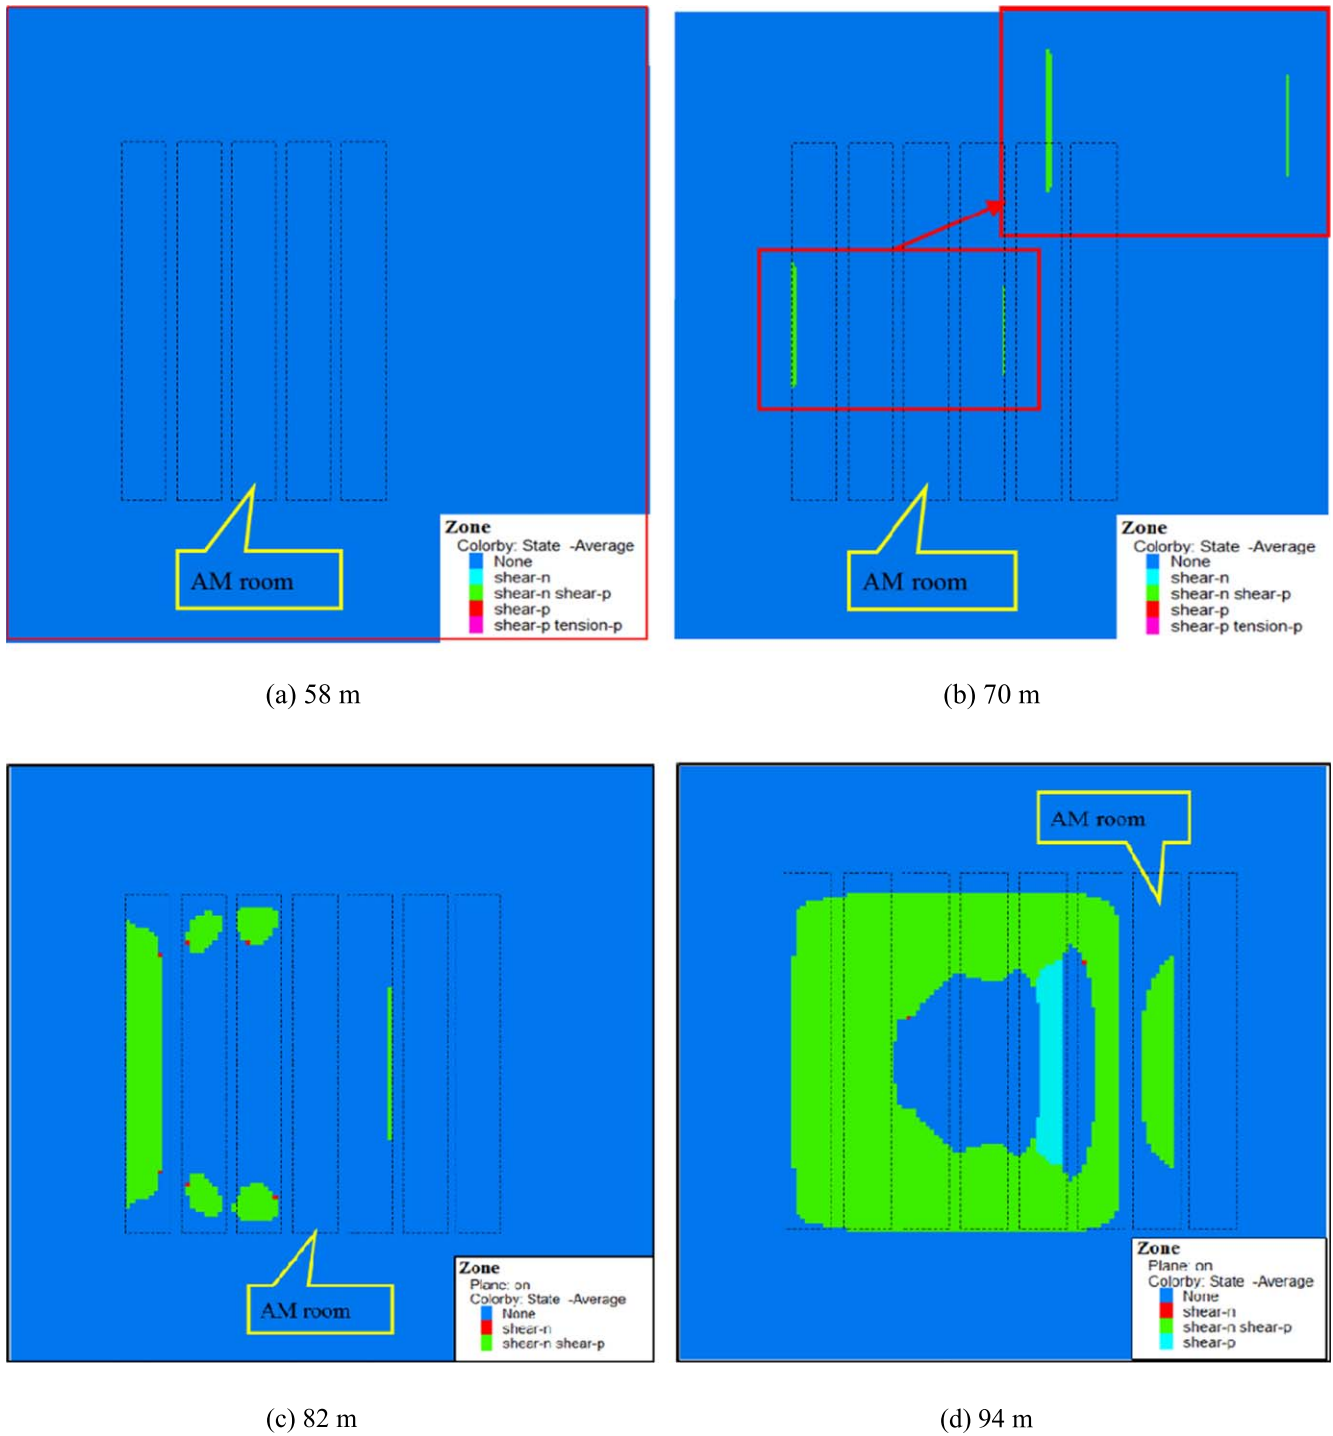 AM room
Zone
Colorby: State -Average
None
shear-n
shear-n shear-p
shear-p
shear-p tension-p
(a) 58 m
AM room
Zone
Colorby: State -Average
None
shear-n
shear-n shear-p
shear-p
shear-p tension-p
(b) 70 m
AM room
Zone
Plane: on
Colorby: State -Average
None
shear-n
shear-n shear-p
(c) 82 m
AM room
Zone
Plane: on
Colorby: State -Average
None
shear-n
shear-n shear-p
shear-p
(d) 94 m